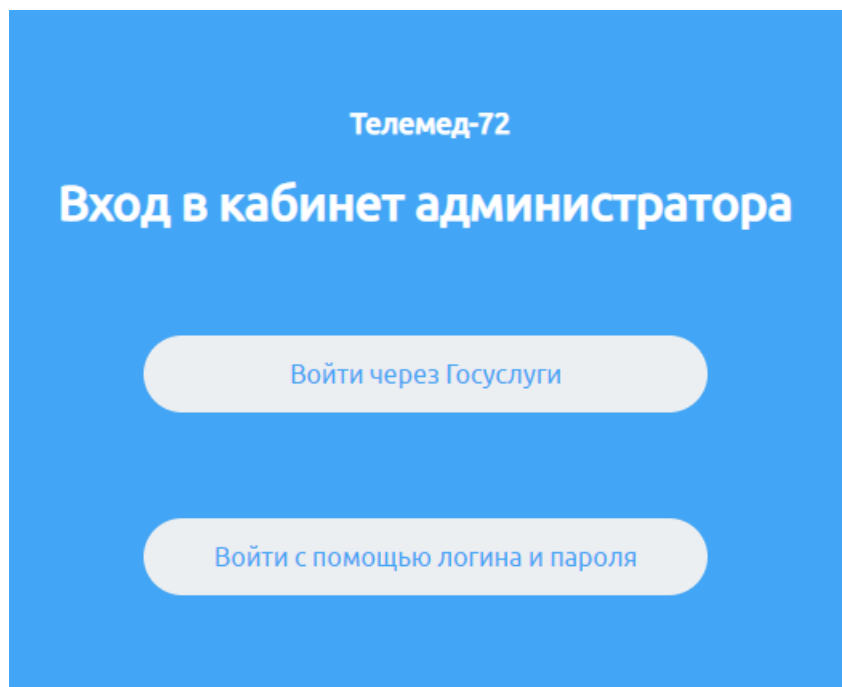 Телемед-72
Вход в кабинет администратора
Войти через Госуслуги
Войти с помощью логина и пароля